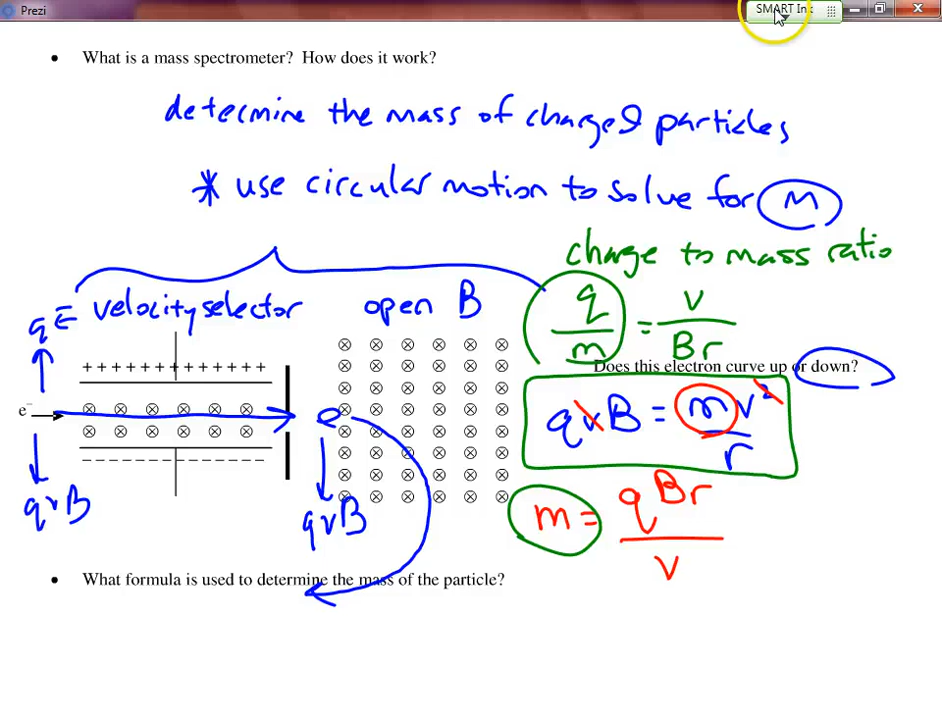 Prezi
SMART Ink
• What is a mass spectrometer? How does it work?
determine the mass of charged particles
* use circular motion to solve for m
charge to mass ratio
velocity selector open B
qE
q/m = v/Br
Does this electron curve up or down?
+ + + + + + + + + + + + +
e⁻
e
qvB = mv²/r
– – – – – – – – – – – – –
qvB
qvB
m = qBr/v
• What formula is used to determine the mass of the particle?